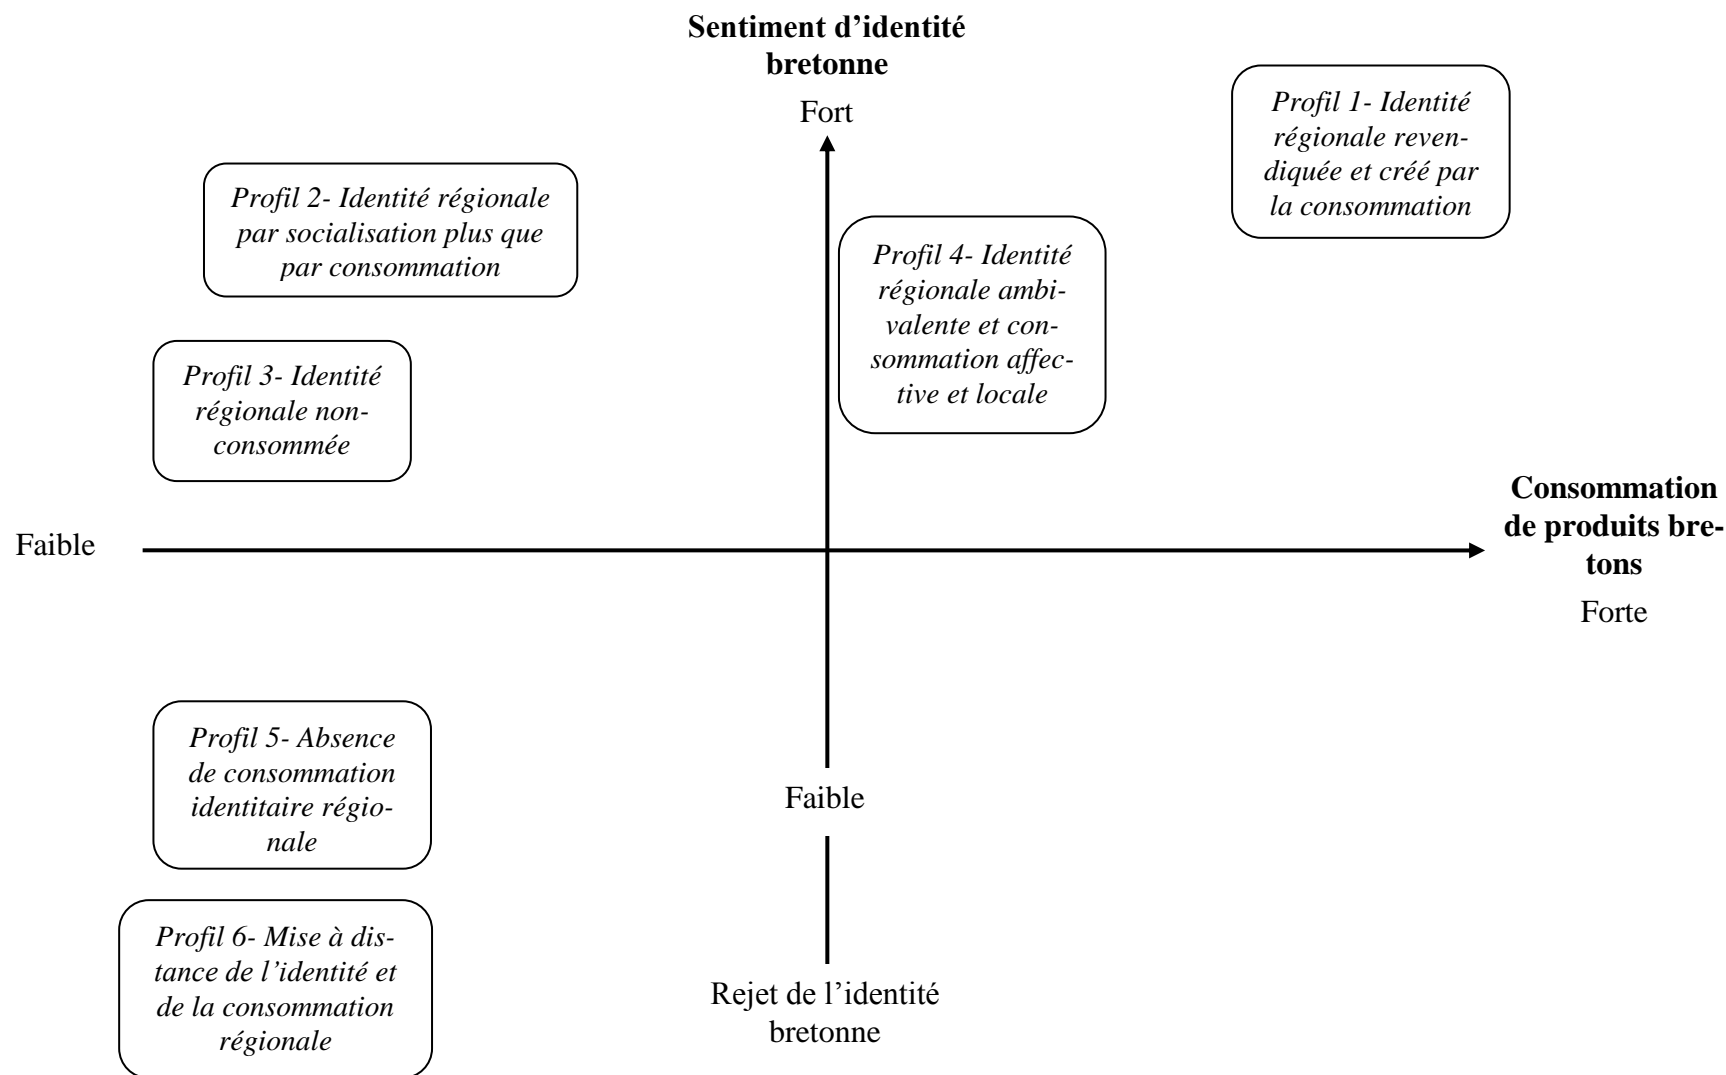 Sentiment d’identité
bretonne
Fort
Profil 1- Identité
régionale reven-
diquée et créé par
la consommation
Profil 2- Identité régionale
par socialisation plus que
par consommation
Profil 4- Identité
régionale ambi-
valente et con-
sommation affec-
tive et locale
Profil 3- Identité
régionale non-
consommée
Faible
Consommation
de produits bre-
tons
Forte
Profil 5- Absence
de consommation
identitaire régio-
nale
Faible
Profil 6- Mise à dis-
tance de l’identité et
de la consommation
régionale
Rejet de l’identité
bretonne